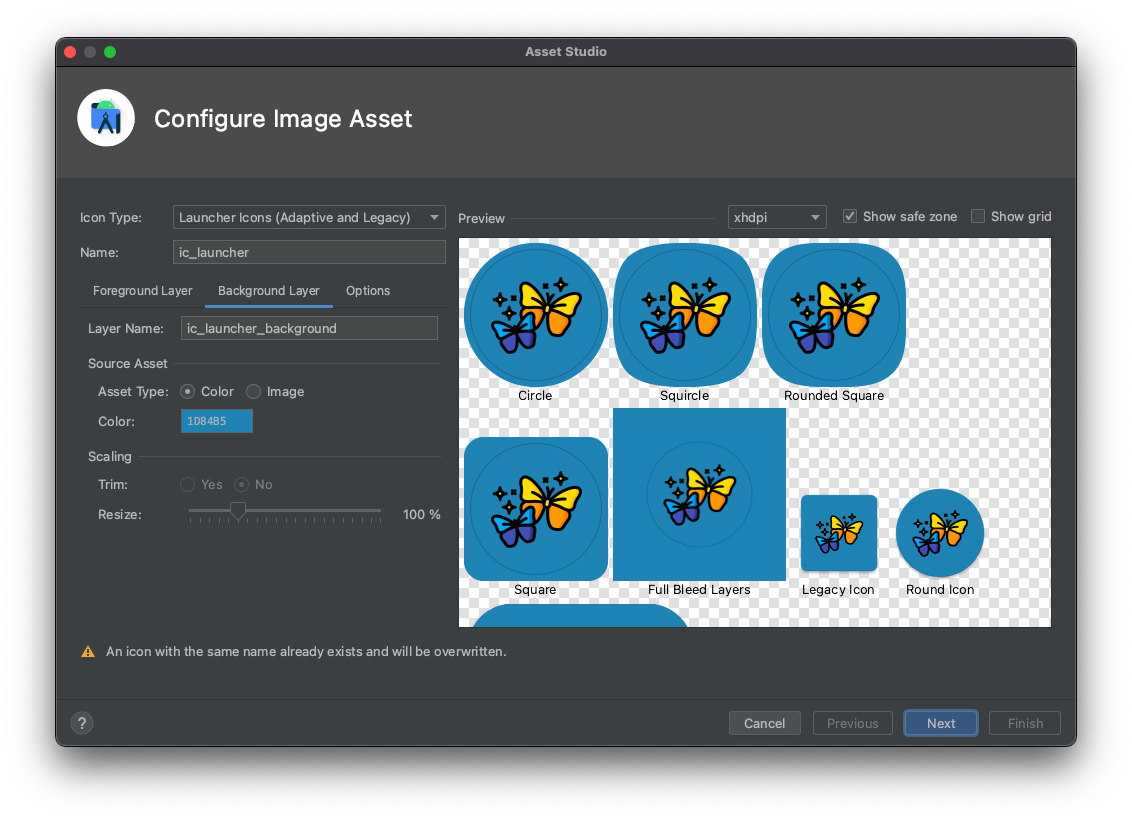 Asset Studio
Configure Image Asset
Icon Type: Launcher Icons (Adaptive and Legacy)
Name: ic_launcher
Foreground Layer Background Layer Options
Layer Name: ic_launcher_background
Source Asset
Asset Type: Color Image
Color: 1D84B5
Scaling
Trim: Yes No
Resize: 100 %
Preview xhdpi Show safe zone Show grid
Circle Squircle Rounded Square
Square Full Bleed Layers Legacy Icon Round Icon
An icon with the same name already exists and will be overwritten.
? Cancel Previous Next Finish